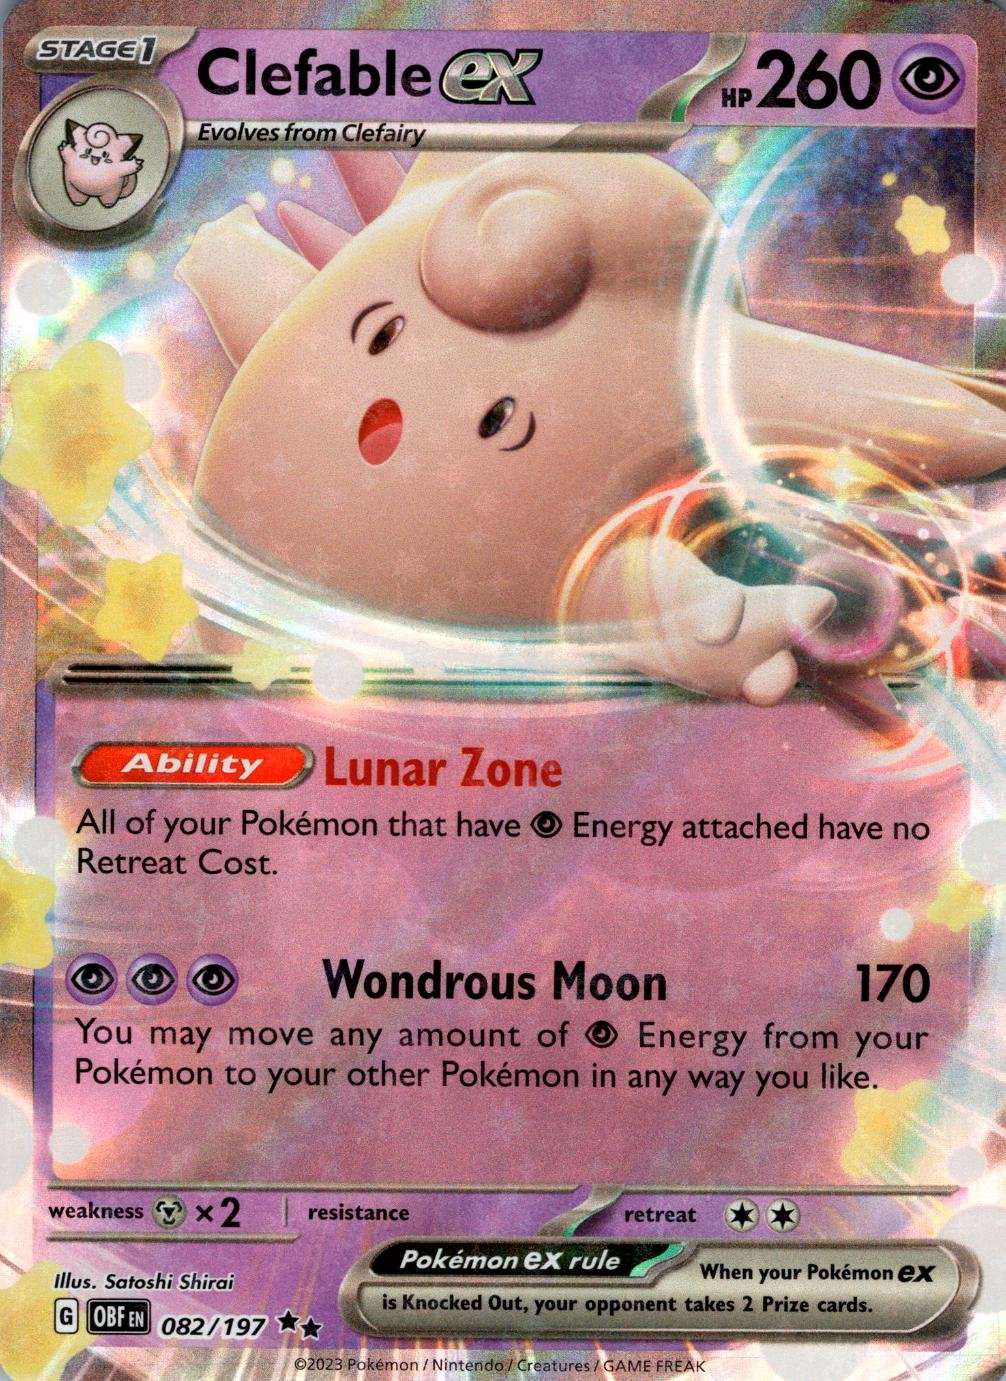 STAGE1
Clefable ex HP 260
Evolves from Clefairy
Ability Lunar Zone
All of your Pokémon that have Energy attached have no
Retreat Cost.
Wondrous Moon 170
You may move any amount of Energy from your
Pokémon to your other Pokémon in any way you like.
weakness ×2 resistance retreat
Pokémon ex rule When your Pokémon ex
is Knocked Out, your opponent takes 2 Prize cards.
Illus. Satoshi Shirai
G OBF EN 082/197
©2023 Pokémon / Nintendo / Creatures / GAME FREAK